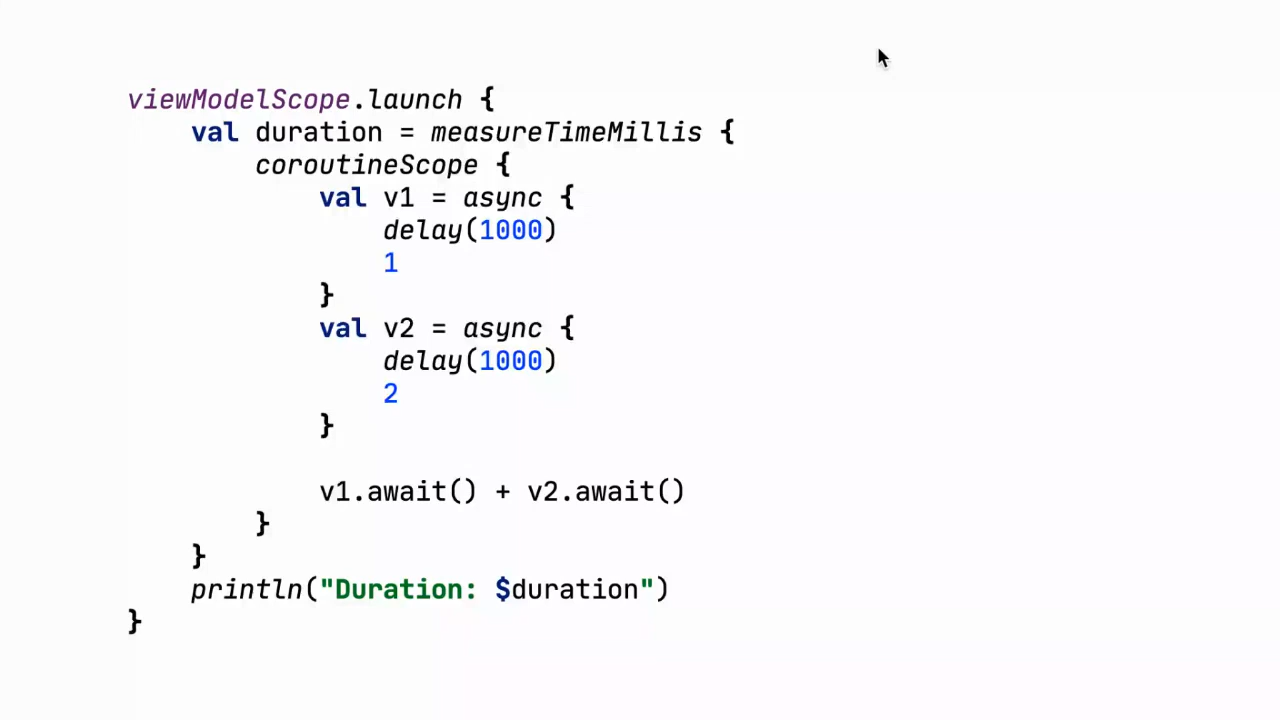 viewModelScope.launch {
    val duration = measureTimeMillis {
        coroutineScope {
            val v1 = async {
                delay(1000)
                1
            }
            val v2 = async {
                delay(1000)
                2
            }

            v1.await() + v2.await()
        }
    }
    println("Duration: $duration")
}